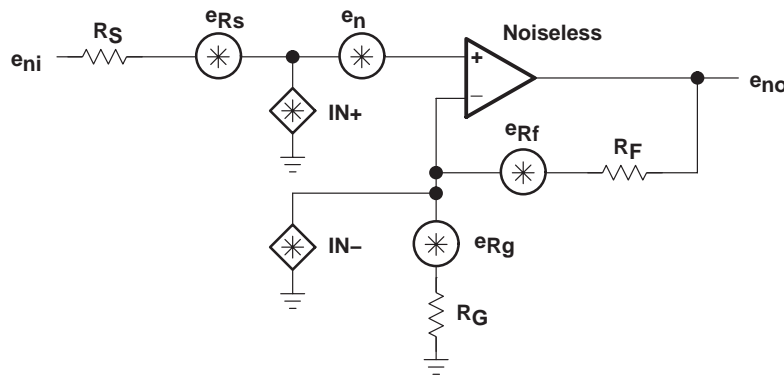 eRs
en
Noiseless
RS
eni
+
−
eno
IN+
eRf
RF
IN−
eRg
RG